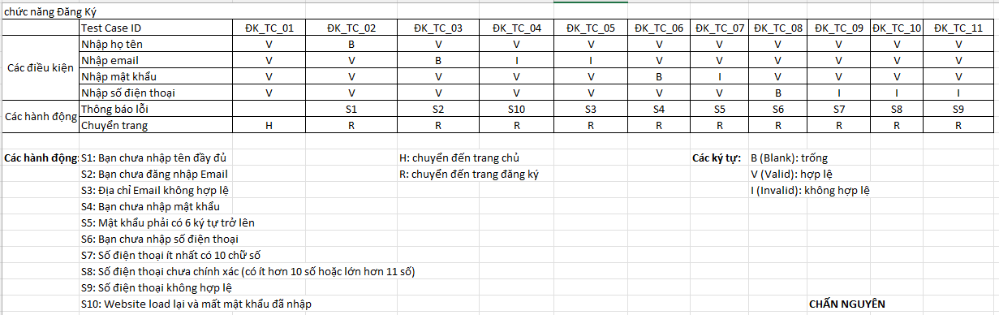 chức năng Đăng Ký
Test Case ID ĐK_TC_01 ĐK_TC_02 ĐK_TC_03 ĐK_TC_04 ĐK_TC_05 ĐK_TC_06 ĐK_TC_07 ĐK_TC_08 ĐK_TC_09 ĐK_TC_10 ĐK_TC_11
Các điều kiện
Nhập họ tên V B V V V V V V V V V
Nhập email V V B I I V V V V V V
Nhập mật khẩu V V V V V B I V V V V
Nhập số điện thoại V V V V V V V B I I I
Các hành động
Thông báo lỗi S1 S2 S10 S3 S4 S5 S6 S7 S8 S9
Chuyển trang H R R R R R R R R R R
Các hành động: S1: Bạn chưa nhập tên đầy đủ H: chuyển đến trang chủ Các ký tự: B (Blank): trống
S2: Bạn chưa đăng nhập Email R: chuyển đến trang đăng ký V (Valid): hợp lệ
S3: Địa chỉ Email không hợp lệ I (Invalid): không hợp lệ
S4: Bạn chưa nhập mật khẩu
S5: Mật khẩu phải có 6 ký tự trở lên
S6: Bạn chưa nhập số điện thoại
S7: Số điện thoại ít nhất có 10 chữ số
S8: Số điện thoại chưa chính xác (có ít hơn 10 số hoặc lớn hơn 11 số)
S9: Số điện thoại không hợp lệ
S10: Website load lại và mất mật khẩu đã nhập CHẤN NGUYÊN